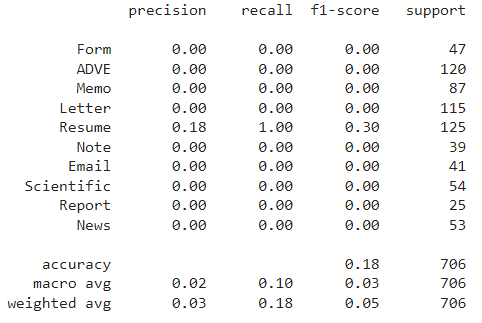 precision recall f1-score support
Form 0.00 0.00 0.00 47
ADVE 0.00 0.00 0.00 120
Memo 0.00 0.00 0.00 87
Letter 0.00 0.00 0.00 115
Resume 0.18 1.00 0.30 125
Note 0.00 0.00 0.00 39
Email 0.00 0.00 0.00 41
Scientific 0.00 0.00 0.00 54
Report 0.00 0.00 0.00 25
News 0.00 0.00 0.00 53
accuracy 0.18 706
macro avg 0.02 0.10 0.03 706
weighted avg 0.03 0.18 0.05 706